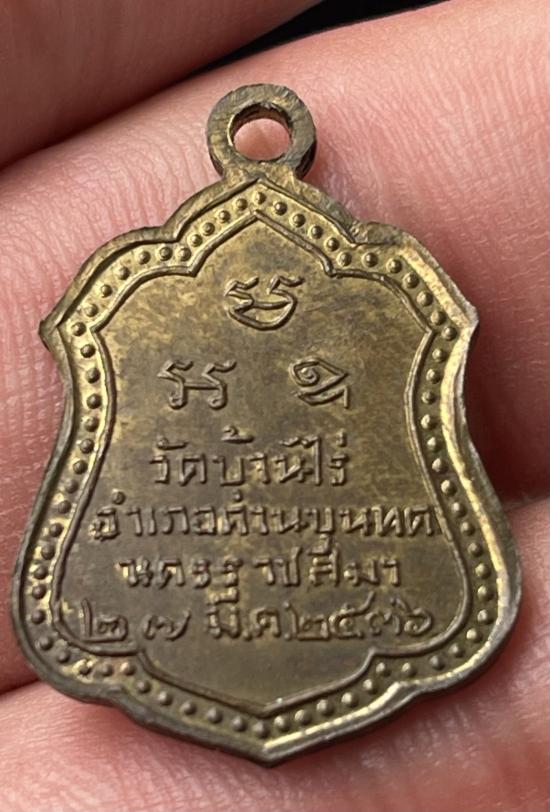 วัดบ้านไร่
อำเภอด่านขุนทด
นครราชสีมา
๒๗ มี.ค ๒๕๓๖